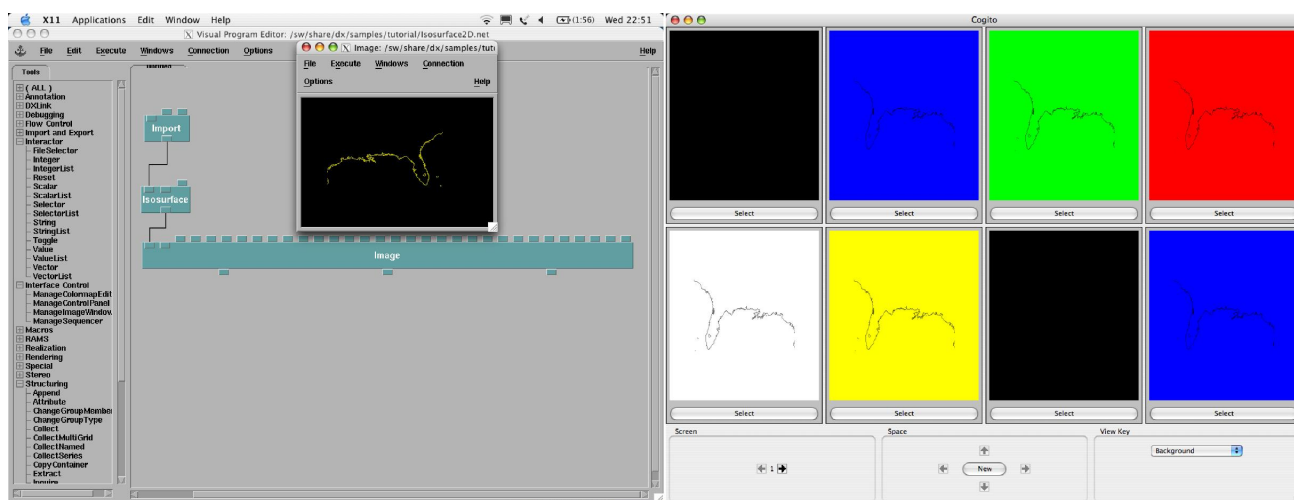 X11 Applications Edit Window Help (1:56) Wed 22:51
Visual Program Editor: /sw/share/dx/samples/tutorial/Isosurface2D.net
File Edit Execute Windows Connection Options Help
Tools
( ALL )
Annotation
DXLink
Debugging
Flow Control
Import and Export
Interactor
FileSelector
Integer
IntegerList
Reset
Scalar
ScalarList
Selector
SelectorList
String
StringList
Toggle
Value
ValueList
Vector
VectorList
Interface Control
ManageColormapEdit
ManageControlPanel
ManageImageWindow
ManageSequencer
Macros
RAMS
Realization
Rendering
Special
Stereo
Structuring
Append
Attribute
ChangeGroupMember
ChangeGroupType
Collect
CollectMultiGrid
CollectNamed
CollectSeries
CopyContainer
Extract
Inquire
Import
Isosurface
Image
Image: /sw/share/dx/samples/tuto
File Execute Windows Connection
Options Help
Cogito
Select Select Select Select
Select Select Select Select
Screen Space View Key
1
New
Background